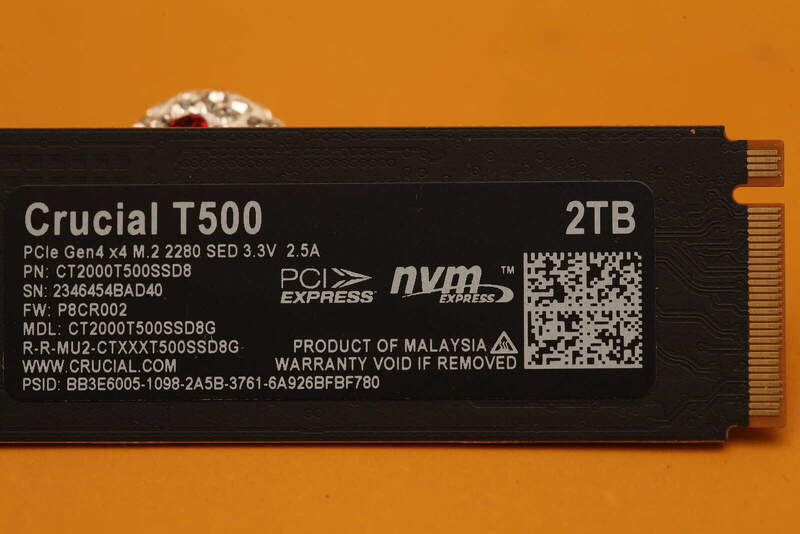 Crucial T500 2TB
PCIe Gen4 x4 M.2 2280 SED 3.3V 2.5A
PN: CT2000T500SSD8
SN: 2346454BAD40
FW: P8CR002
MDL: CT2000T500SSD8G
R-R-MU2-CTXXXT500SSD8G
WWW.CRUCIAL.COM
PSID: BB3E6005-1098-2A5B-3761-6A926BFBF780
PCI
EXPRESS®
nvm™
EXPRESS
PRODUCT OF MALAYSIA
WARRANTY VOID IF REMOVED